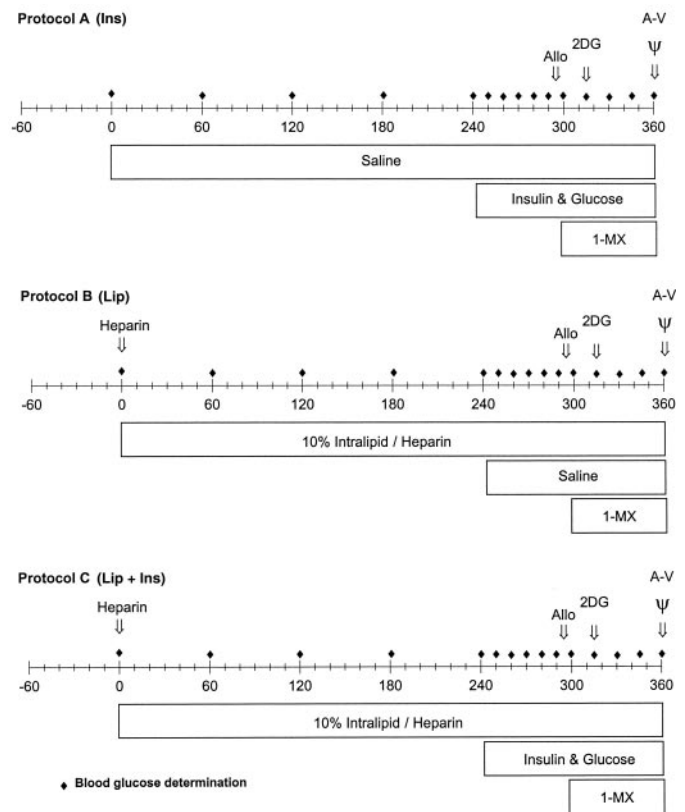 Protocol A (Ins)
A-V
Allo 2DG ψ
-60 0 60 120 180 240 300 360
Saline
Insulin & Glucose
1-MX
Protocol B (Lip)
A-V
Heparin Allo 2DG ψ
-60 0 60 120 180 240 300 360
10% Intralipid / Heparin
Saline
1-MX
Protocol C (Lip + Ins)
A-V
Heparin Allo 2DG ψ
-60 0 60 120 180 240 300 360
10% Intralipid / Heparin
Insulin & Glucose
Blood glucose determination
1-MX